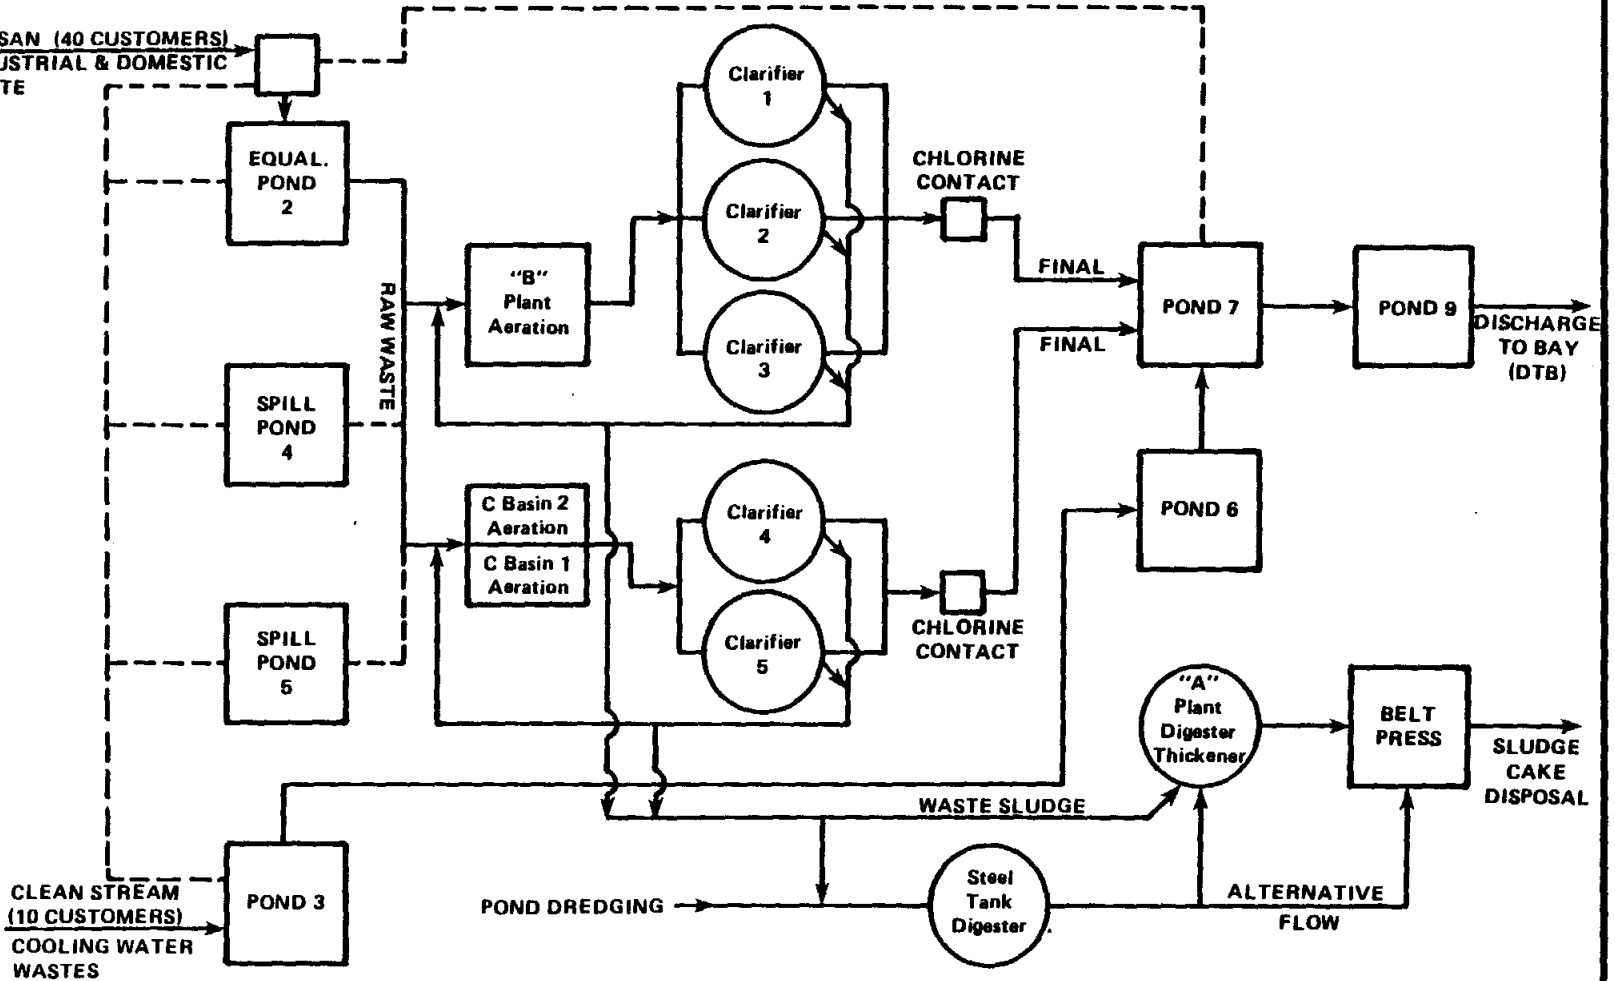 SAN (40 CUSTOMERS)
USTRIAL & DOMESTIC
TE
EQUAL.
POND
2
SPILL
POND
4
SPILL
POND
5
CLEAN STREAM
(10 CUSTOMERS)
COOLING WATER
WASTES
POND 3
RAW WASTE
"B"
Plant
Aeration
C Basin 2
Aeration
C Basin 1
Aeration
Clarifier
1
Clarifier
2
Clarifier
3
Clarifier
4
Clarifier
5
CHLORINE
CONTACT
CHLORINE
CONTACT
FINAL
FINAL
POND 7
POND 9
DISCHARGE
TO BAY
(DTB)
POND 6
"A"
Plant
Digester
Thickener
BELT
PRESS
SLUDGE
CAKE
DISPOSAL
WASTE SLUDGE
POND DREDGING
Steel
Tank
Digester
ALTERNATIVE
FLOW